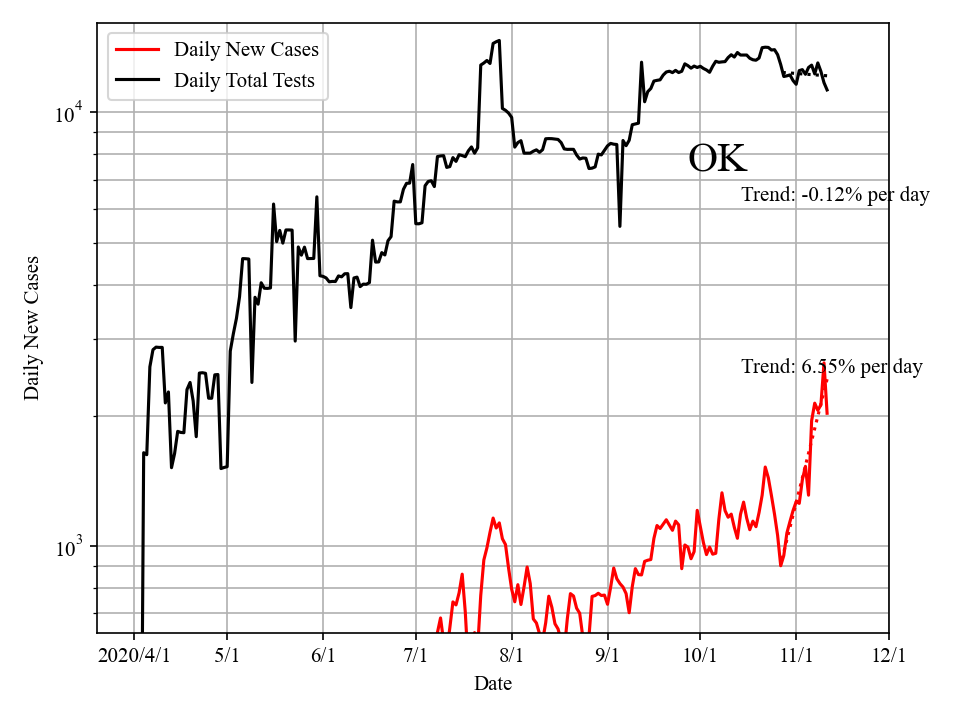 Daily New Cases
Daily Total Tests
10^4
OK
Trend: -0.12% per day
Daily New Cases
Trend: 6.55% per day
10^3
2020/4/1 5/1 6/1 7/1 8/1 9/1 10/1 11/1 12/1
Date